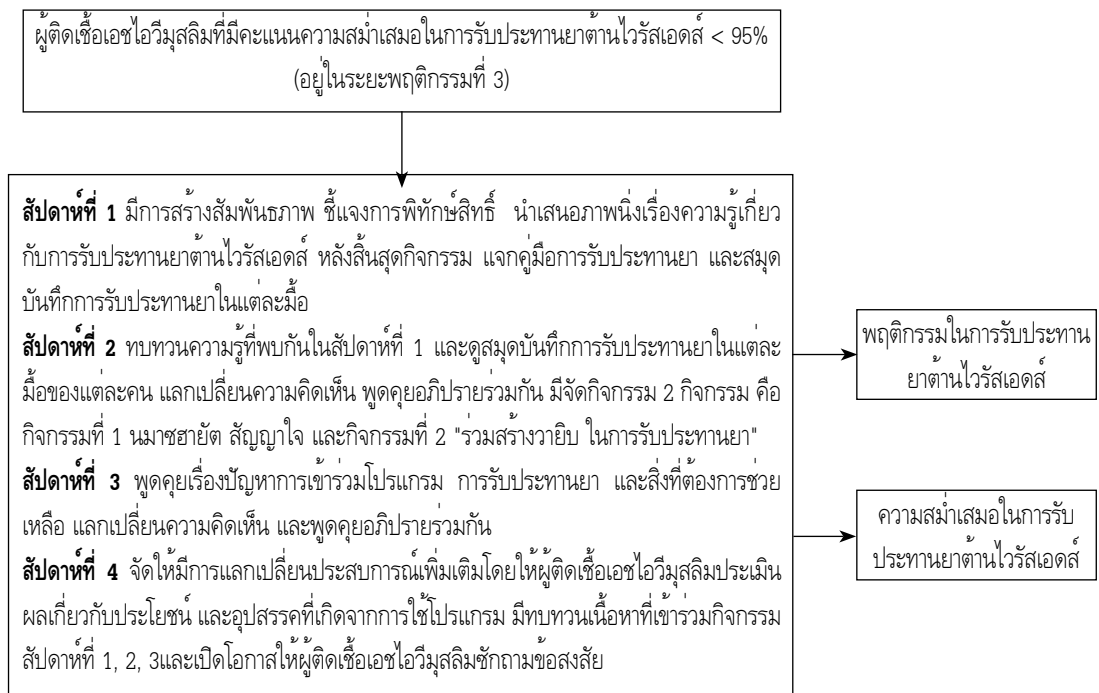 ผู้ติดเชื้อเอชไอวีมุสลิมที่มีคะแนนความสม่ำเสมอในการรับประทานยาต้านไวรัสเอดส์ < 95%
(อยู่ในระยะพฤติกรรมที่ 3)
สัปดาห์ที่ 1 มีการสร้างสัมพันธภาพ ชี้แจงการพิทักษ์สิทธิ์ นำเสนอภาพนิ่งเรื่องความรู้เกี่ยว
กับการรับประทานยาต้านไวรัสเอดส์ หลังสิ้นสุดกิจกรรม แจกคู่มือการรับประทานยา และสมุด
บันทึกการรับประทานยาในแต่ละมื้อ
สัปดาห์ที่ 2 ทบทวนความรู้ที่พบกันในสัปดาห์ที่ 1 และดูสมุดบันทึกการรับประทานยาในแต่ละ
มื้อของแต่ละคน แลกเปลี่ยนความคิดเห็น พูดคุยอภิปรายร่วมกัน มีจัดกิจกรรม 2 กิจกรรม คือ
กิจกรรมที่ 1 นมาซฮายัต สัญญาใจ และกิจกรรมที่ 2 "ร่วมสร้างวายิบ ในการรับประทานยา"
สัปดาห์ที่ 3 พูดคุยเรื่องปัญหาการเข้าร่วมโปรแกรม การรับประทานยา และสิ่งที่ต้องการช่วย
เหลือ แลกเปลี่ยนความคิดเห็น และพูดคุยอภิปรายร่วมกัน
สัปดาห์ที่ 4 จัดให้มีการแลกเปลี่ยนประสบการณ์เพิ่มเติมโดยให้ผู้ติดเชื้อเอชไอวีมุสลิมประเมิน
ผลเกี่ยวกับประโยชน์ และอุปสรรคที่เกิดจากการใช้โปรแกรม มีทบทวนเนื้อหาที่เข้าร่วมกิจกรรม
สัปดาห์ที่ 1, 2, 3และเปิดโอกาสให้ผู้ติดเชื้อเอชไอวีมุสลิมซักถามข้อสงสัย
พฤติกรรมในการรับประทาน
ยาต้านไวรัสเอดส์
ความสม่ำเสมอในการรับ
ประทานยาต้านไวรัสเอดส์